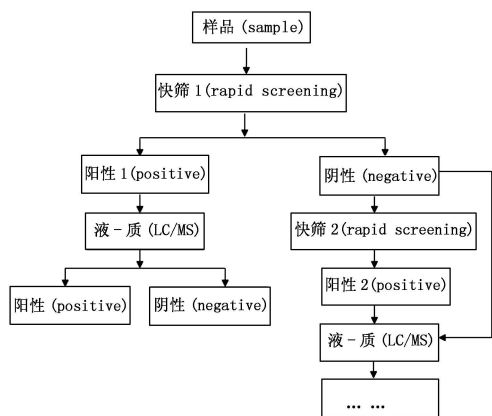 样品 (sample)
快筛 1(rapid screening)
阳性 1(positive)
阴性 (negative)
液-质 (LC/MS)
快筛 2(rapid screening)
阳性 (positive)
阴性 (negative)
阳性 2(positive)
液-质 (LC/MS)
... ...